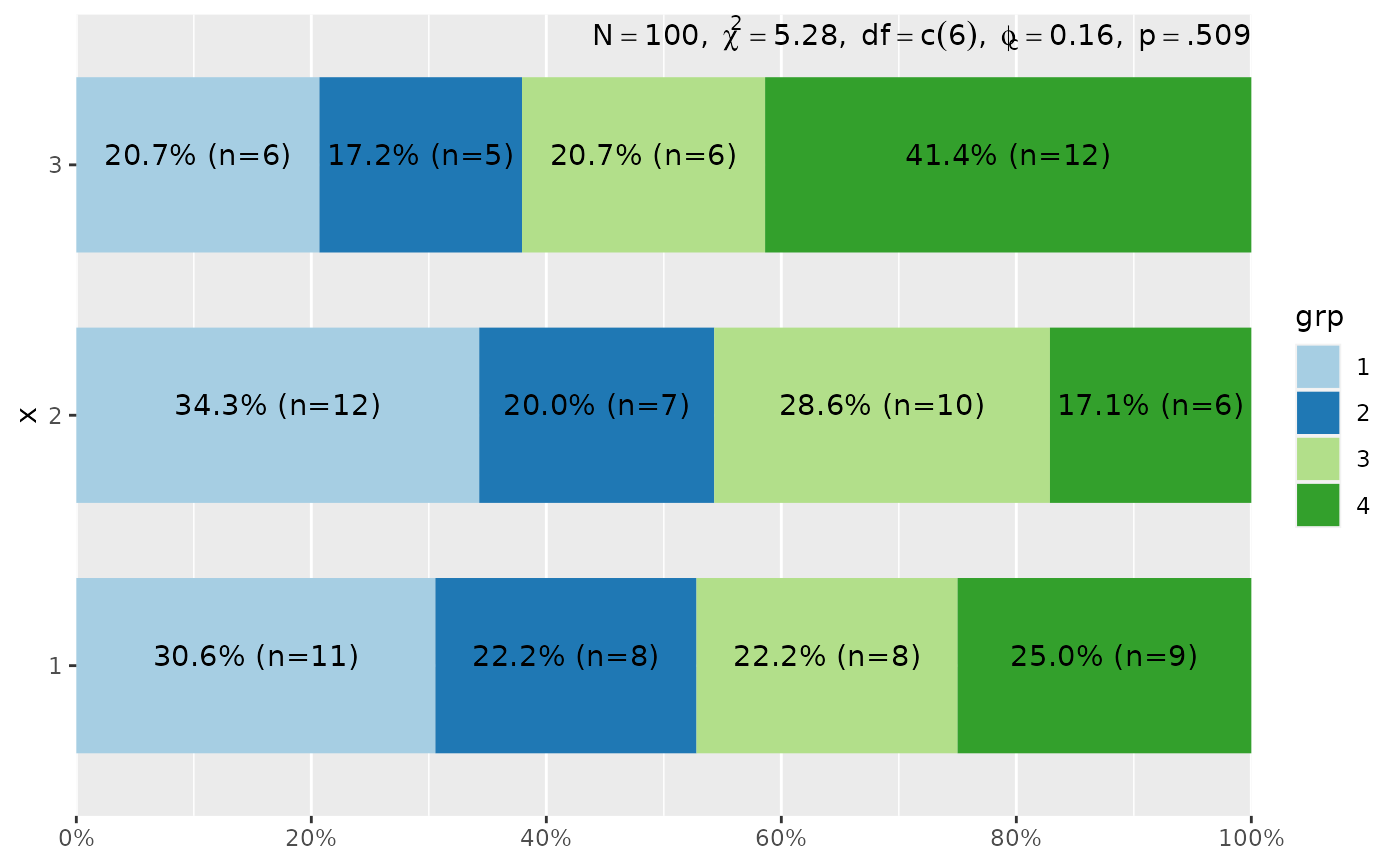 N = 100, χ² = 5.28, df = c(6), ϕc = 0.16, p = .509
3
20.7% (n=6) 17.2% (n=5) 20.7% (n=6) 41.4% (n=12)
grp
1
2
3
4
x
2
34.3% (n=12) 20.0% (n=7) 28.6% (n=10) 17.1% (n=6)
1
30.6% (n=11) 22.2% (n=8) 22.2% (n=8) 25.0% (n=9)
0% 20% 40% 60% 80% 100%